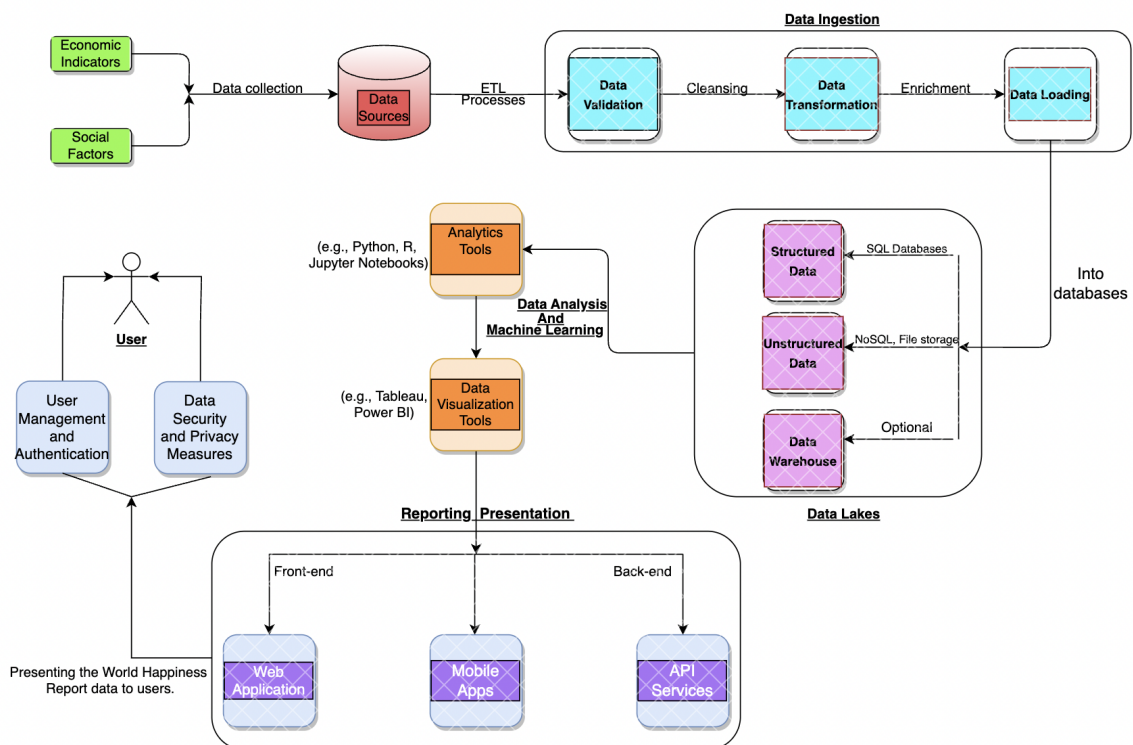 Data Ingestion
Economic
Indicators
Social
Factors
Data collection
Data
Sources
ETL
Processes
Data
Validation
Cleansing
Data
Transformation
Enrichment
Data Loading
Into
databases
Structured
Data
SQL Databases
Unstructured
Data
NoSQL, File storage
Data
Warehouse
Optional
Data Lakes
Analytics
Tools
(e.g., Python, R,
Jupyter Notebooks)
Data Analysis
And
Machine Learning
Data
Visualization
Tools
(e.g., Tableau,
Power BI)
User
User
Management
and
Authentication
Data
Security
and Privacy
Measures
Reporting Presentation
Front-end
Back-end
Web
Application
Mobile
Apps
API
Services
Presenting the World Happiness
Report data to users.